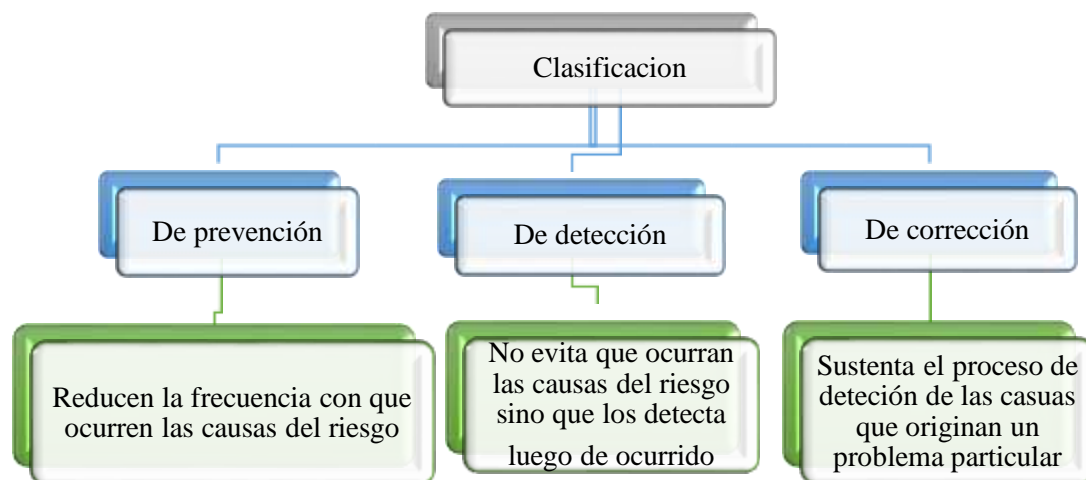 Clasificacion
De prevención
De detección
De corrección
Reducen la frecuencia con que
ocurren las causas del riesgo
No evita que ocurran
las causas del riesgo
sino que los detecta
luego de ocurrido
Sustenta el proceso de
deteción de las casuas
que originan un
problema particular